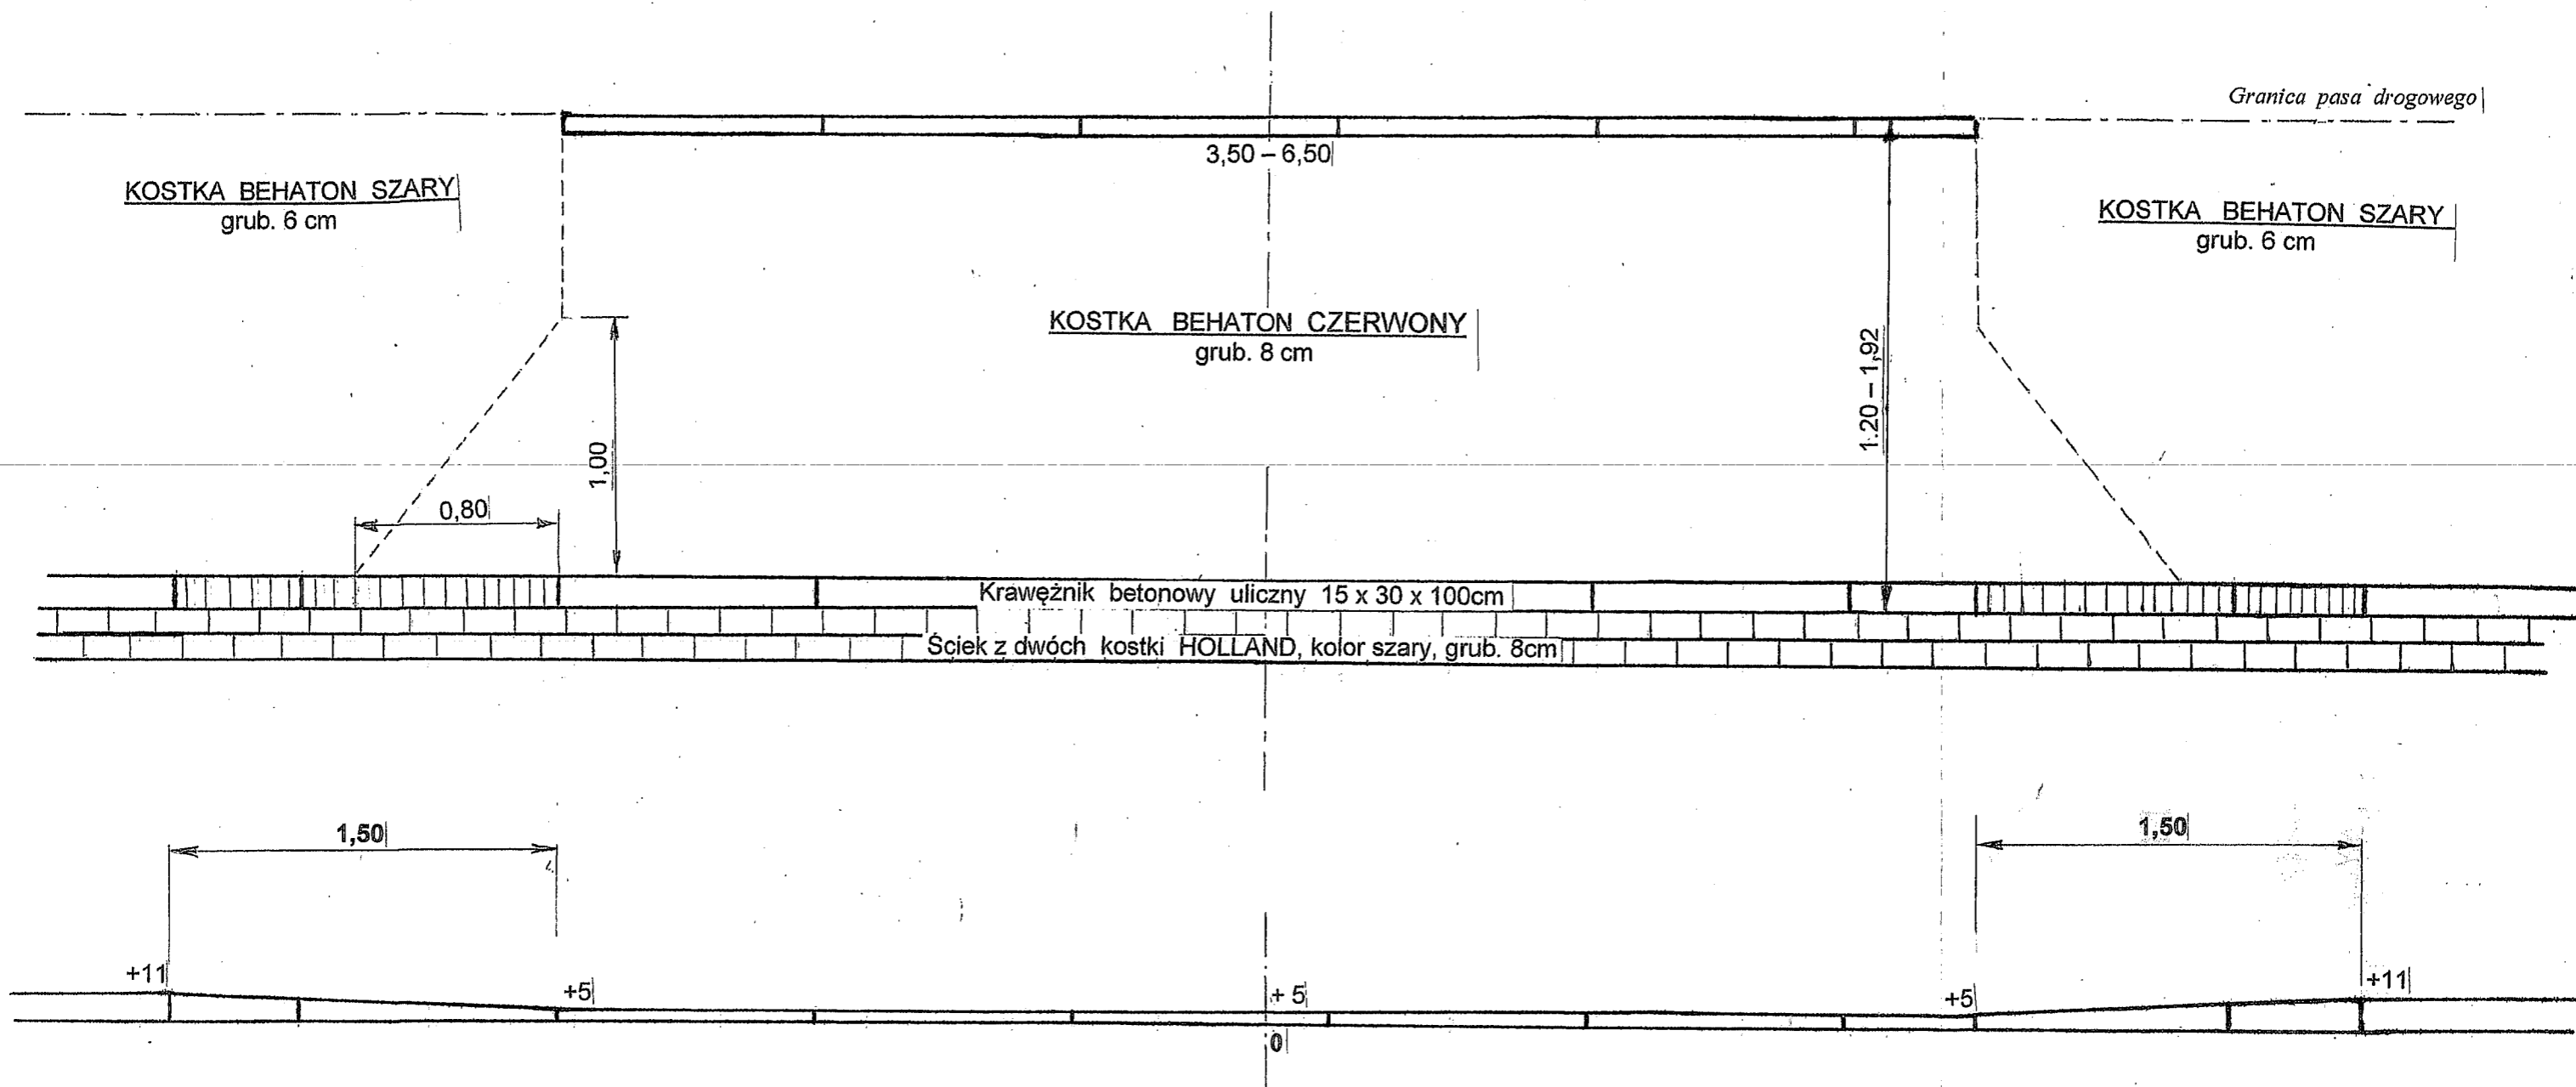 Granica pasa drogowego
3,50 – 6,50
KOSTKA BEHATON SZARY
grub. 6 cm
KOSTKA BEHATON SZARY
grub. 6 cm
KOSTKA BEHATON CZERWONY
grub. 8 cm
1.20 – 1,92
1,00
0,80
Krawężnik betonowy uliczny 15 x 30 x 100cm
Ściek z dwóch kostki HOLLAND, kolor szary, grub. 8cm
1,50
1,50
+11
+5
+ 5
+5
+11
0